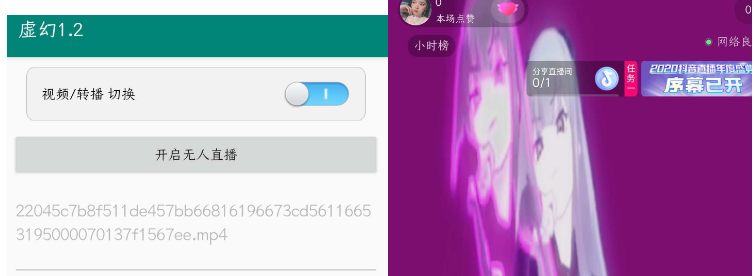 虚幻1.2
视频/转播 切换
开启无人直播
22045c7b8f511de457bb66816196673cd5611665
3195000070137f1567ee.mp4
0
本场点赞
0
小时榜
网络良
分享直播间
0/1
任务一
2020抖音直播年度盛典
序幕已开